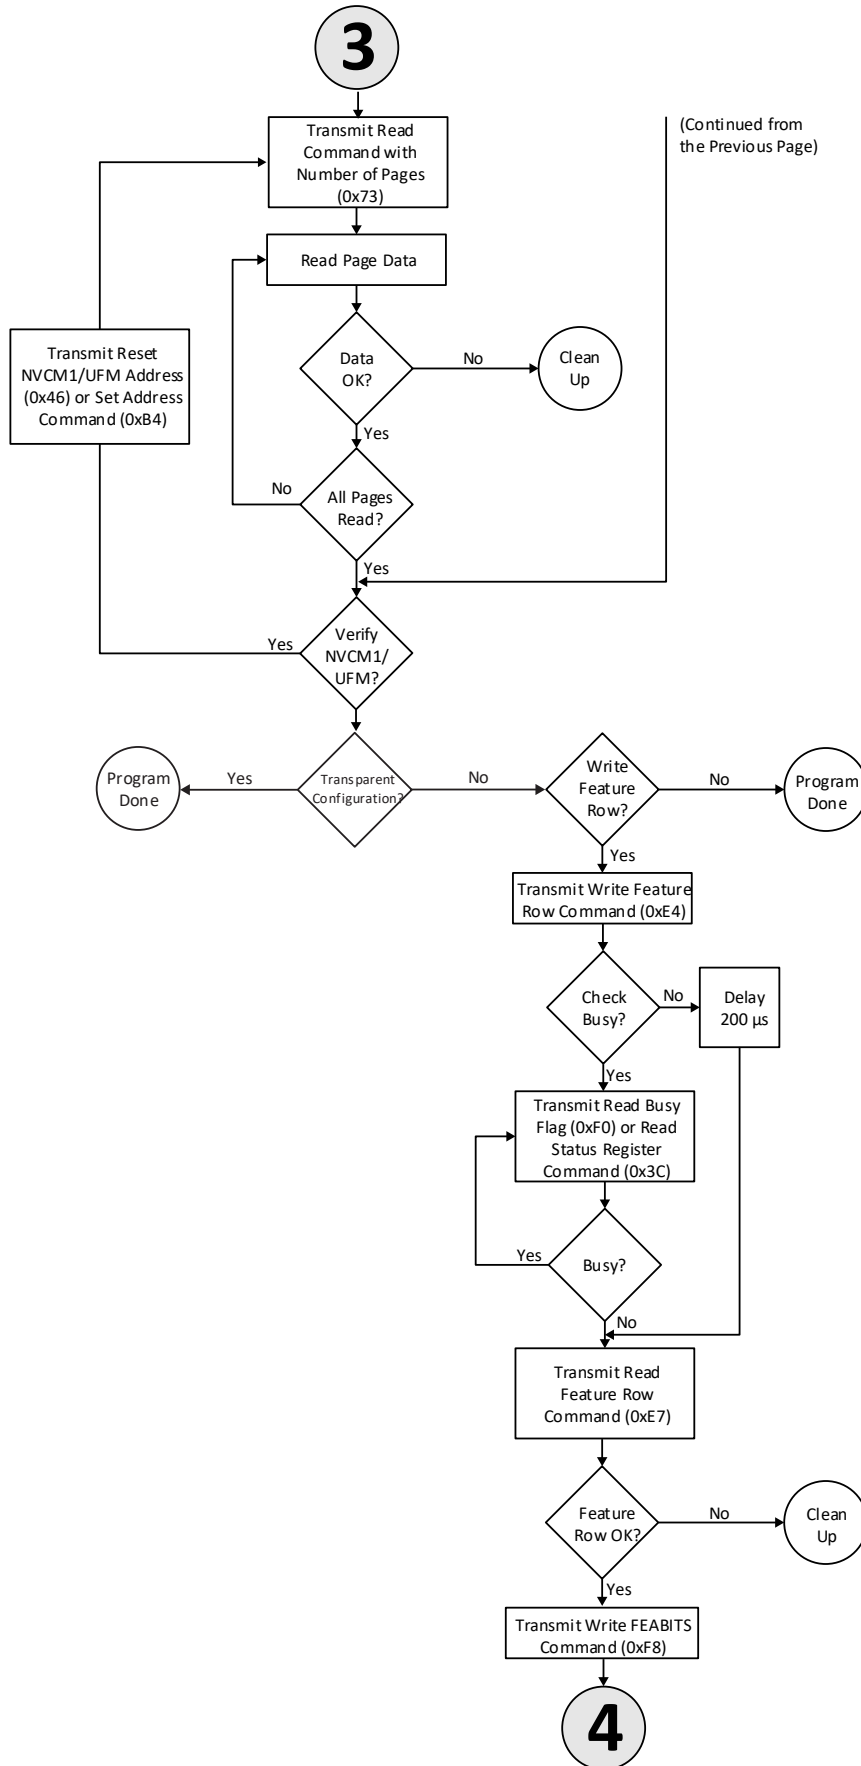 3
Transmit Read
Command with
Number of Pages
(0x73)
(Continued from
the Previous Page)
Read Page Data
Transmit Reset
NVCM1/UFM Address
(0x46) or Set Address
Command (0xB4)
Data
OK?
No
Clean
Up
Yes
No
All Pages
Read?
Yes
Verify
NVCM1/
UFM?
Yes
Program
Done
Yes
Transparent
Configuration?
No
Write
Feature
Row?
No
Program
Done
Yes
Transmit Write Feature
Row Command (0xE4)
Check
Busy?
No
Delay
200 µs
Yes
Transmit Read Busy
Flag (0xF0) or Read
Status Register
Command (0x3C)
Yes
Busy?
No
Transmit Read
Feature Row
Command (0xE7)
Feature
Row OK?
No
Clean
Up
Yes
Transmit Write FEABITS
Command (0xF8)
4